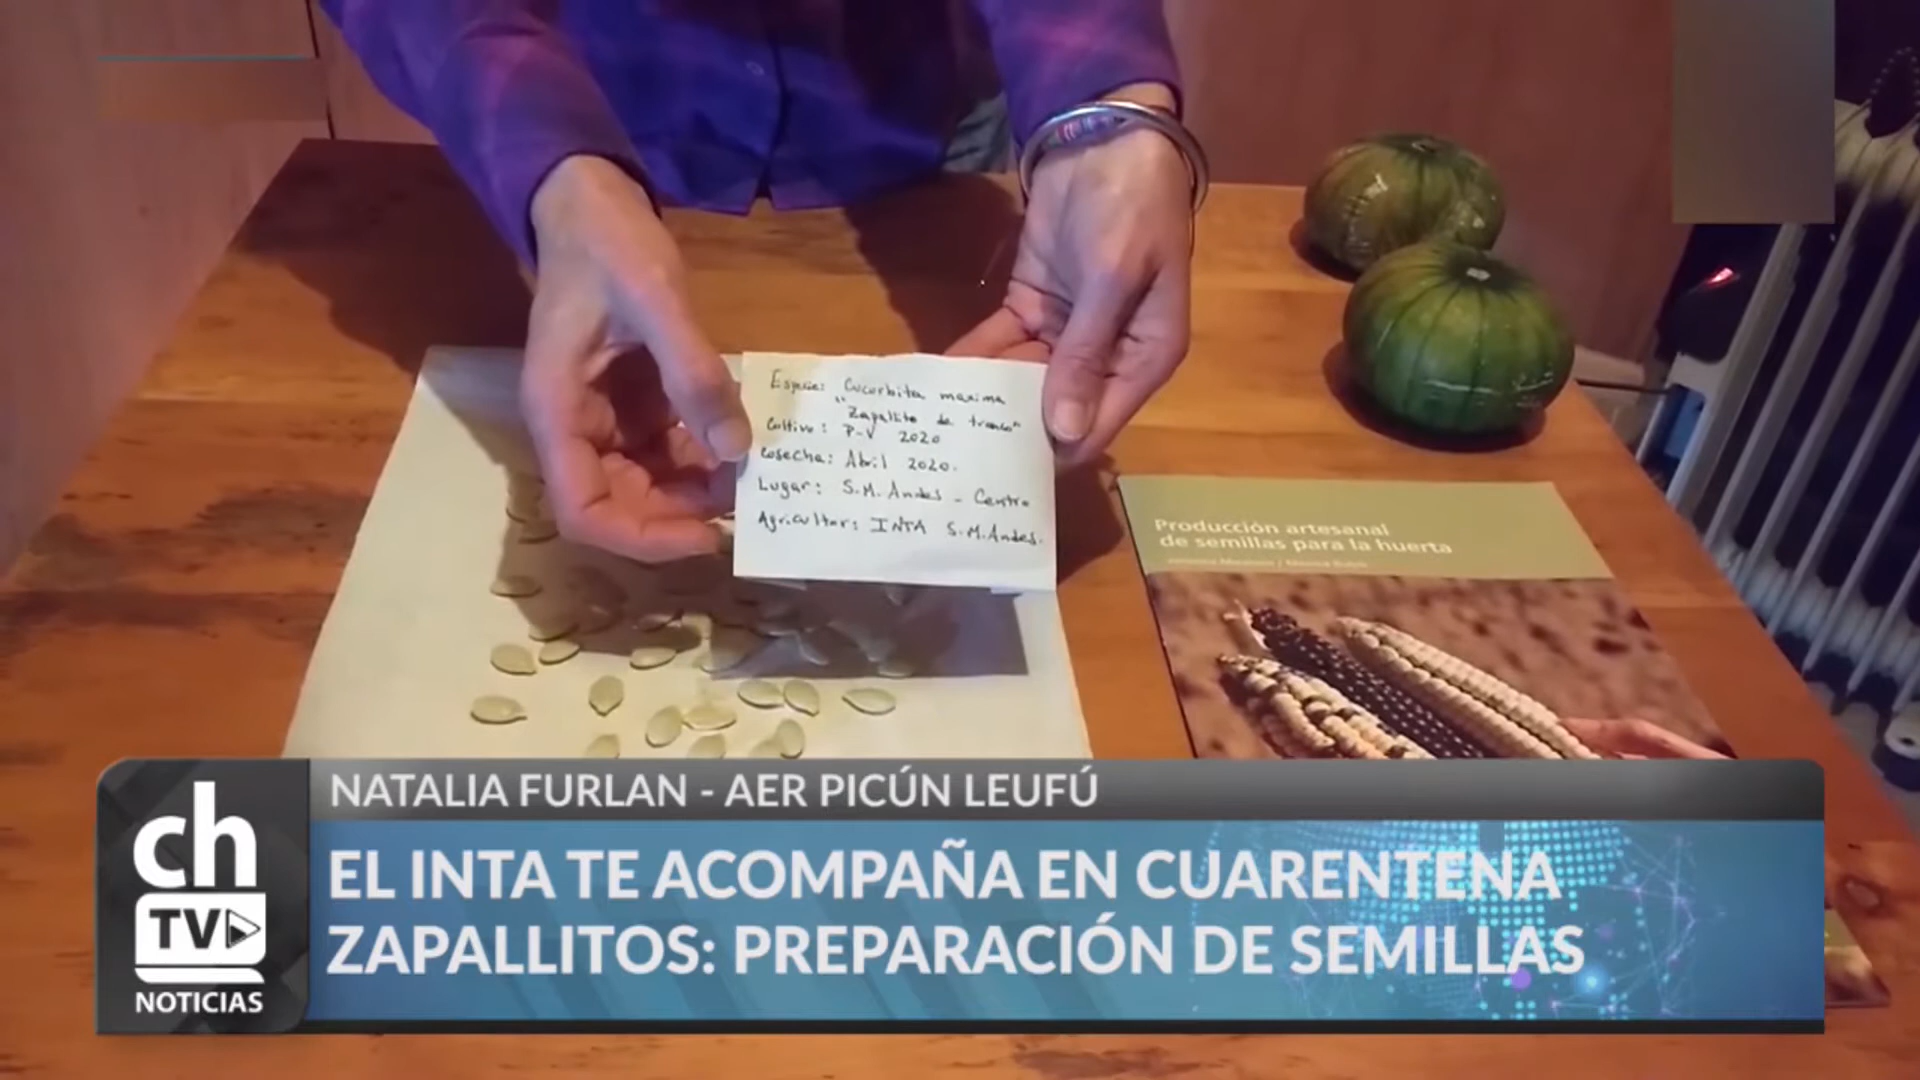 Especie: Cucurbita maxima
"Zapallito de tronco"
Cultivo: P-V 2020
Cosecha: Abril 2020.
Lugar: S.M. Andes - Centro
Agricultor: INTA S.M.Andes.
Producción artesanal
de semillas para la huerta
NATALIA FURLAN - AER PICÚN LEUFÚ
EL INTA TE ACOMPAÑA EN CUARENTENA
ZAPALLITOS: PREPARACIÓN DE SEMILLAS
ch
TV
NOTICIAS